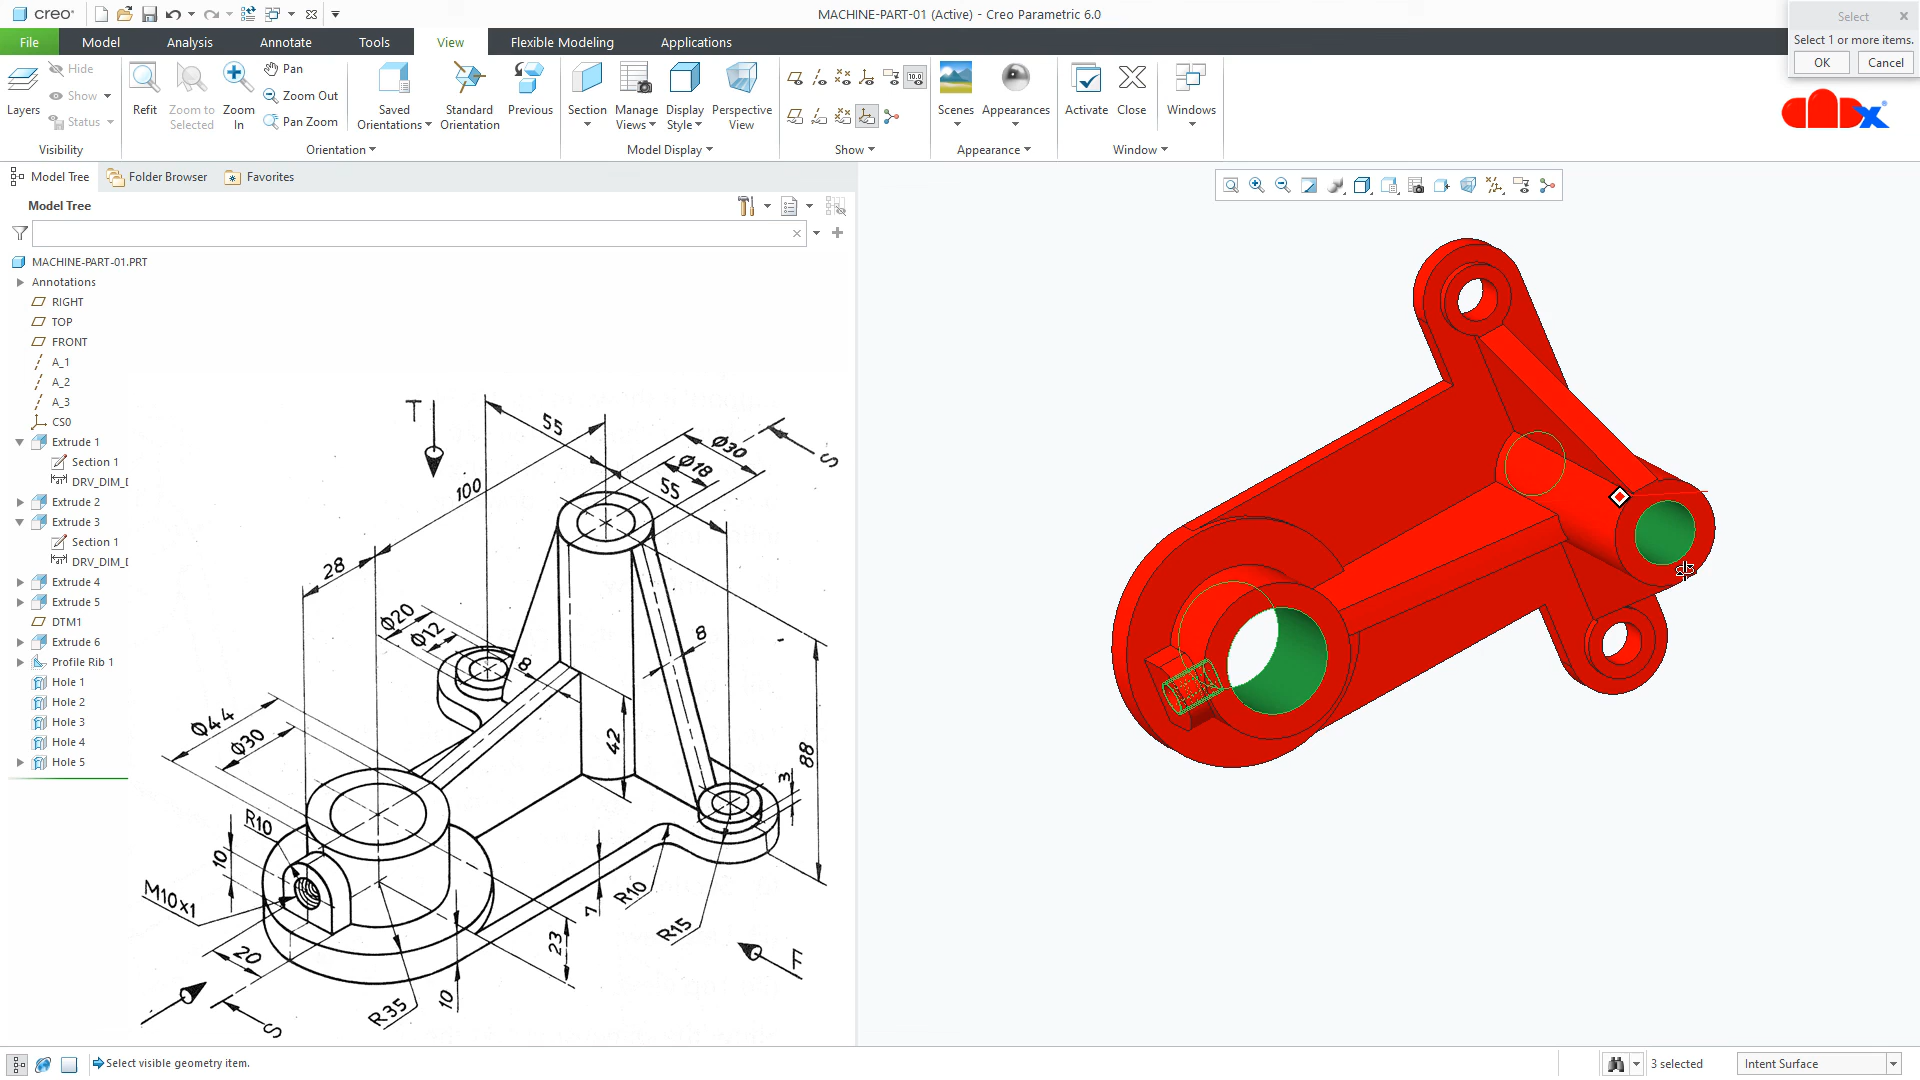 creo
MACHINE-PART-01 (Active) - Creo Parametric 6.0
Select
File
Model
Analysis
Annotate
Tools
View
Flexible Modeling
Applications
Select 1 or more items.
OK
Cancel
Layers
Hide
Show
Status
Visibility
Refit
Zoom to
Selected
Zoom
In
Pan
Zoom Out
Pan Zoom
Saved
Orientations
Standard
Orientation
Previous
Orientation
Section
Manage
Views
Display
Style
Perspective
View
Model Display
Show
Scenes
Appearances
Appearance
Activate
Close
Windows
Window
Model Tree
Folder Browser
Favorites
Model Tree
MACHINE-PART-01.PRT
Annotations
RIGHT
TOP
FRONT
A_1
A_2
A_3
CS0
Extrude 1
Section 1
DRV_DIM_D
Extrude 2
Extrude 3
Section 1
DRV_DIM_D
Extrude 4
Extrude 5
DTM1
Extrude 6
Profile Rib 1
Hole 1
Hole 2
Hole 3
Hole 4
Hole 5
T
55
Ø30
S
100
Ø18
55
28
Ø20
Ø12
8
8
Ø44
Ø30
42
88
3
R10
10
M10x1
20
S
R35
10
23
7
R10
R15
F
Select visible geometry item.
3 selected
Intent Surface